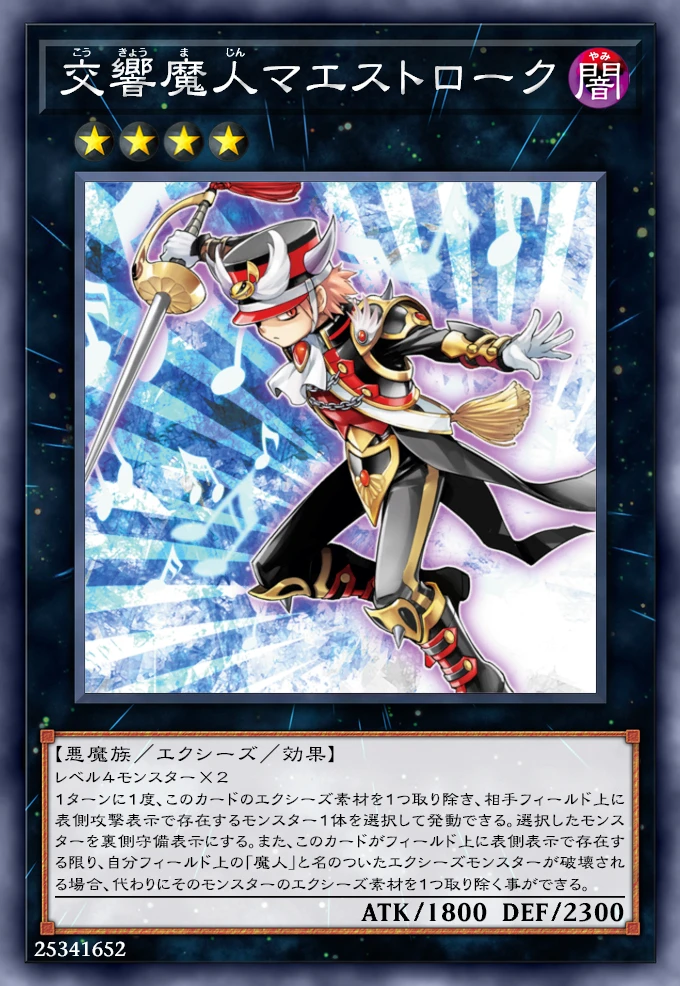 こう きょう ま じん
交響魔人マエストローク
やみ
闇
【悪魔族／エクシーズ／効果】
レベル４モンスター×２
１ターンに１度、このカードのエクシーズ素材を１つ取り除き、相手フィールド上に
表側攻撃表示で存在するモンスター１体を選択して発動できる。選択したモンス
ターを裏側守備表示にする。また、このカードがフィールド上に表側表示で存在す
る限り、自分フィールド上の「魔人」と名のついたエクシーズモンスターが破壊され
る場合、代わりにそのモンスターのエクシーズ素材を１つ取り除く事ができる。
ATK/1800 DEF/2300
25341652